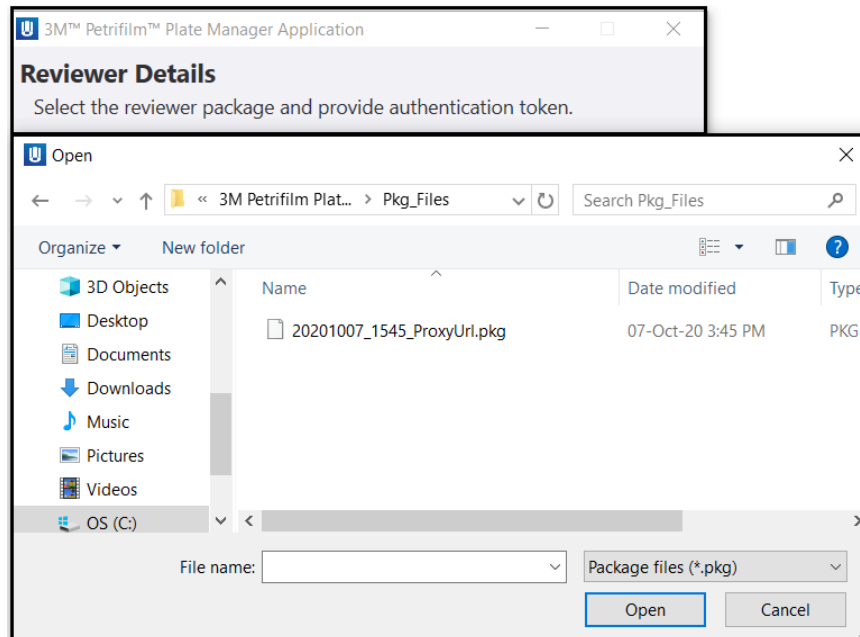 3M™ Petrifilm™ Plate Manager Application
Reviewer Details
Select the reviewer package and provide authentication token.
Open
« 3M Petrifilm Plat... > Pkg_Files
Search Pkg_Files
Organize
New folder
?
3D Objects
Desktop
Documents
Downloads
Music
Pictures
Videos
OS (C:)
Name
Date modified
Type
20201007_1545_ProxyUrl.pkg
07-Oct-20 3:45 PM
PKG
File name:
Package files (*.pkg)
Open
Cancel